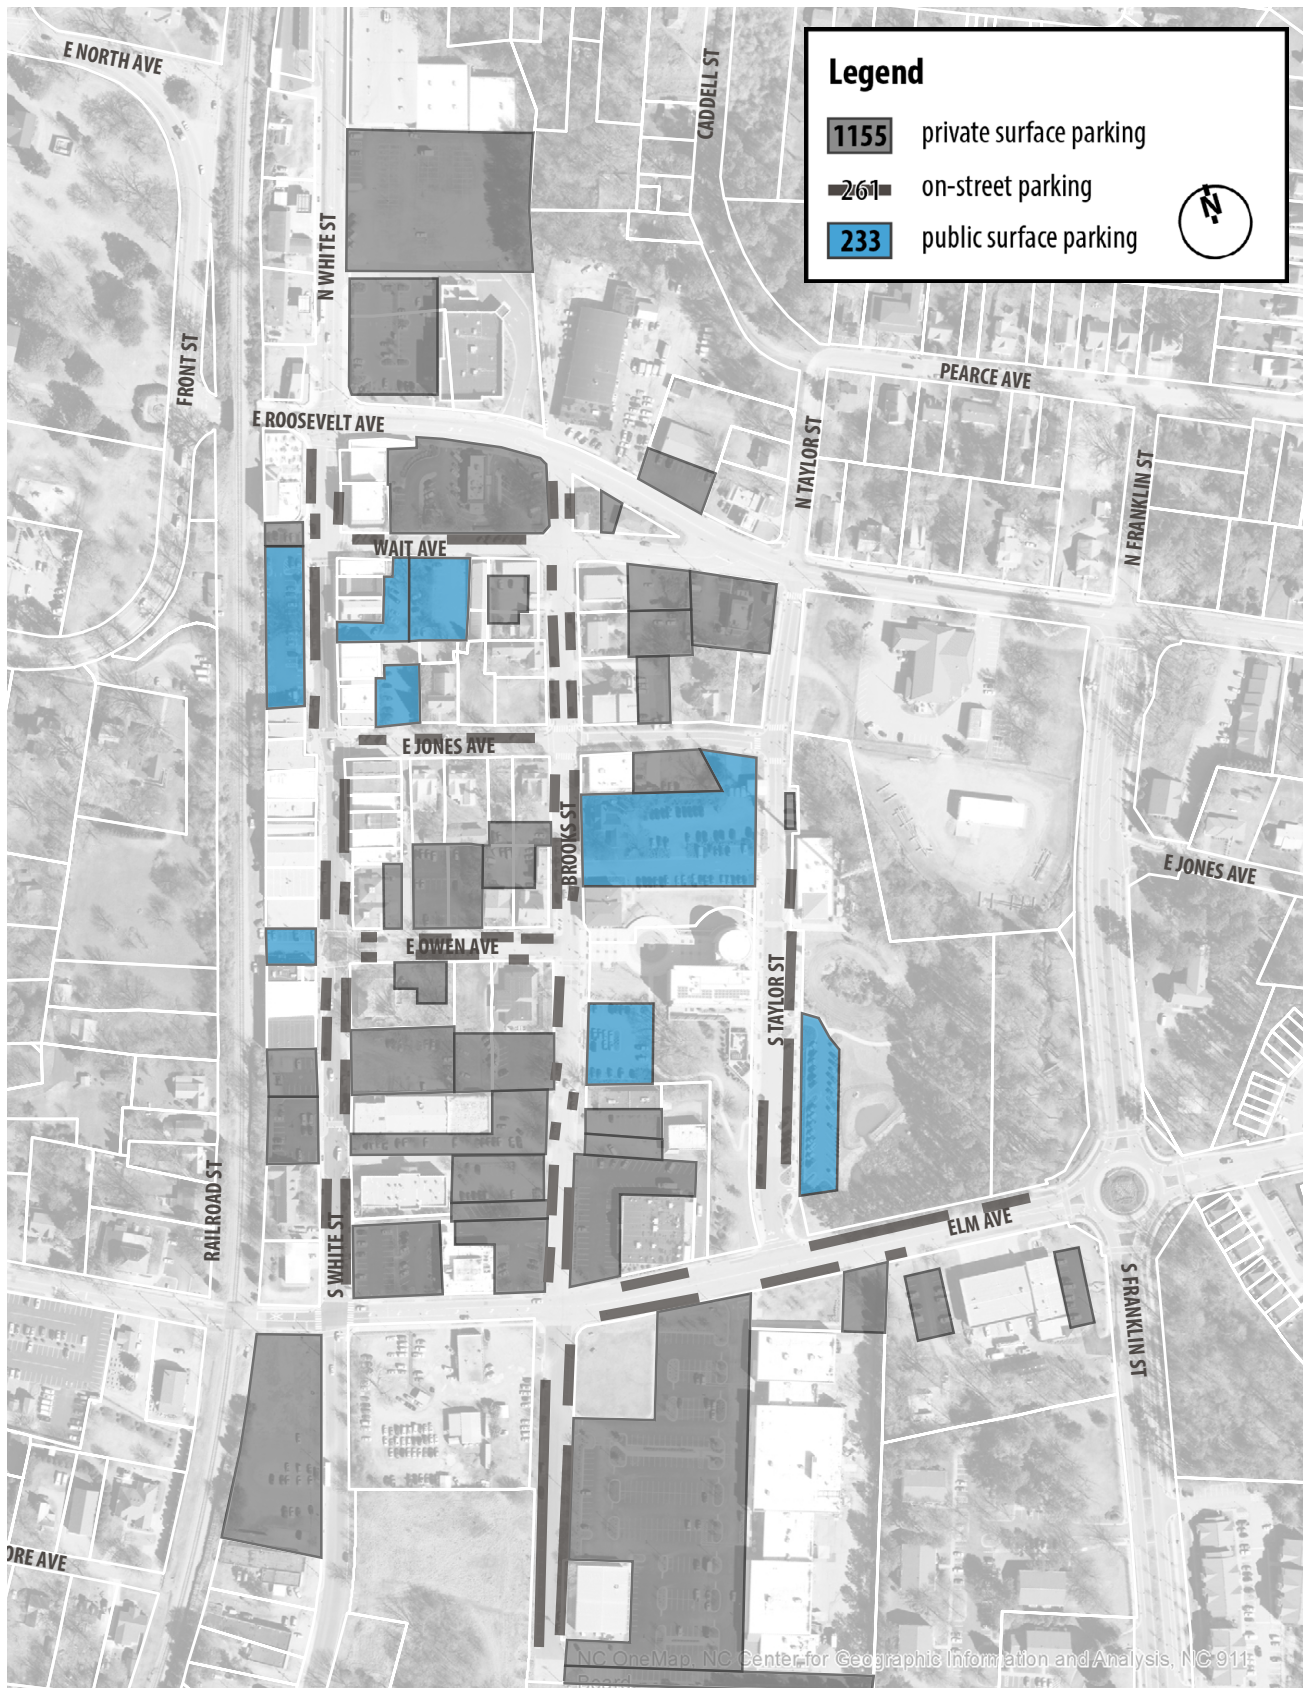 E NORTH AVE
CADDELL ST
Legend
1155 private surface parking
261 on-street parking
233 public surface parking
N
N WHITE ST
FRONT ST
PEARCE AVE
E ROOSEVELT AVE
N TAYLOR ST
N FRANKLIN ST
WAIT AVE
E JONES AVE
BROOKS ST
E JONES AVE
E OWEN AVE
S TAYLOR ST
RAILROAD ST
S WHITE ST
ELM AVE
S FRANKLIN ST
ORE AVE
NC OneMap, NC Center for Geographic Information and Analysis, NC 911
Board